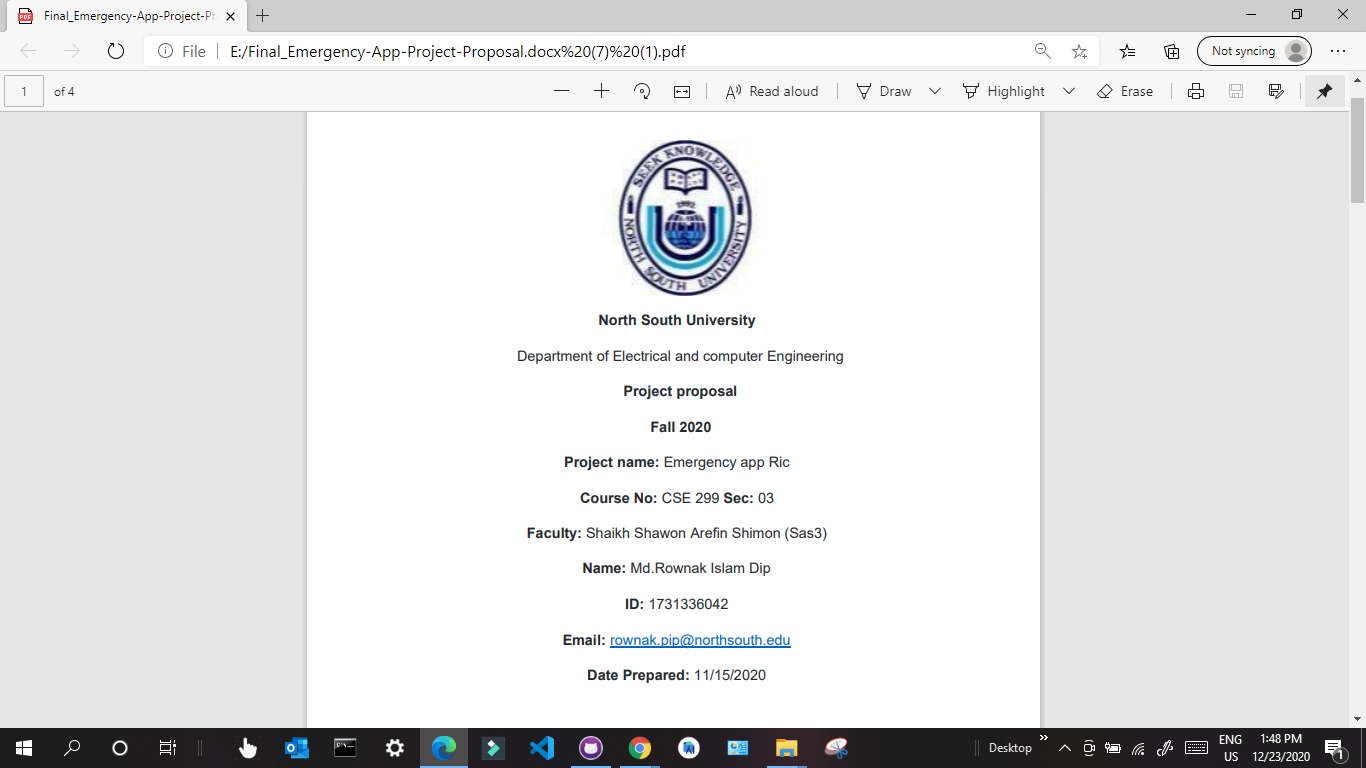 Final_Emergency-App-Project-Pr
File
E:/Final_Emergency-App-Project-Proposal.docx%20(7)%20(1).pdf
Not syncing
1 of 4
Read aloud
Draw
Highlight
Erase
SEEK KNOWLEDGE
1992
NORTH SOUTH UNIVERSITY
North South University
Department of Electrical and computer Engineering
Project proposal
Fall 2020
Project name: Emergency app Ric
Course No: CSE 299 Sec: 03
Faculty: Shaikh Shawon Arefin Shimon (Sas3)
Name: Md.Rownak Islam Dip
ID: 1731336042
Email: rownak.pip@northsouth.edu
Date Prepared: 11/15/2020
Desktop
ENG
US
1:48 PM
12/23/2020
1